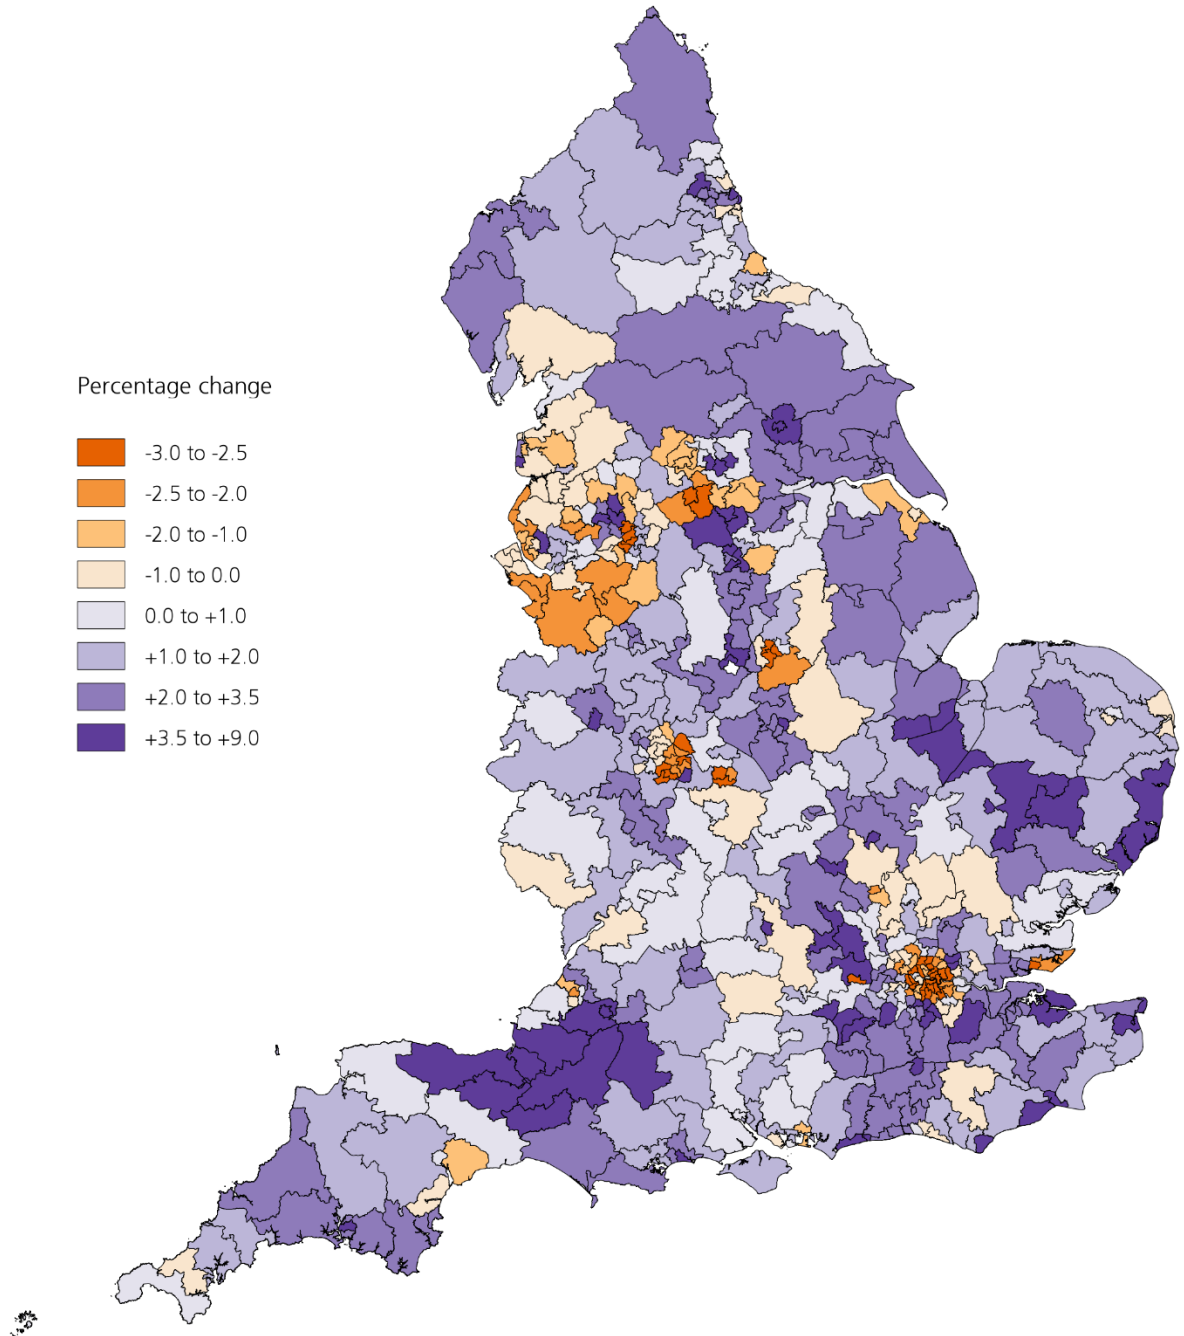 Percentage change
-3.0 to -2.5
-2.5 to -2.0
-2.0 to -1.0
-1.0 to 0.0
0.0 to +1.0
+1.0 to +2.0
+2.0 to +3.5
+3.5 to +9.0